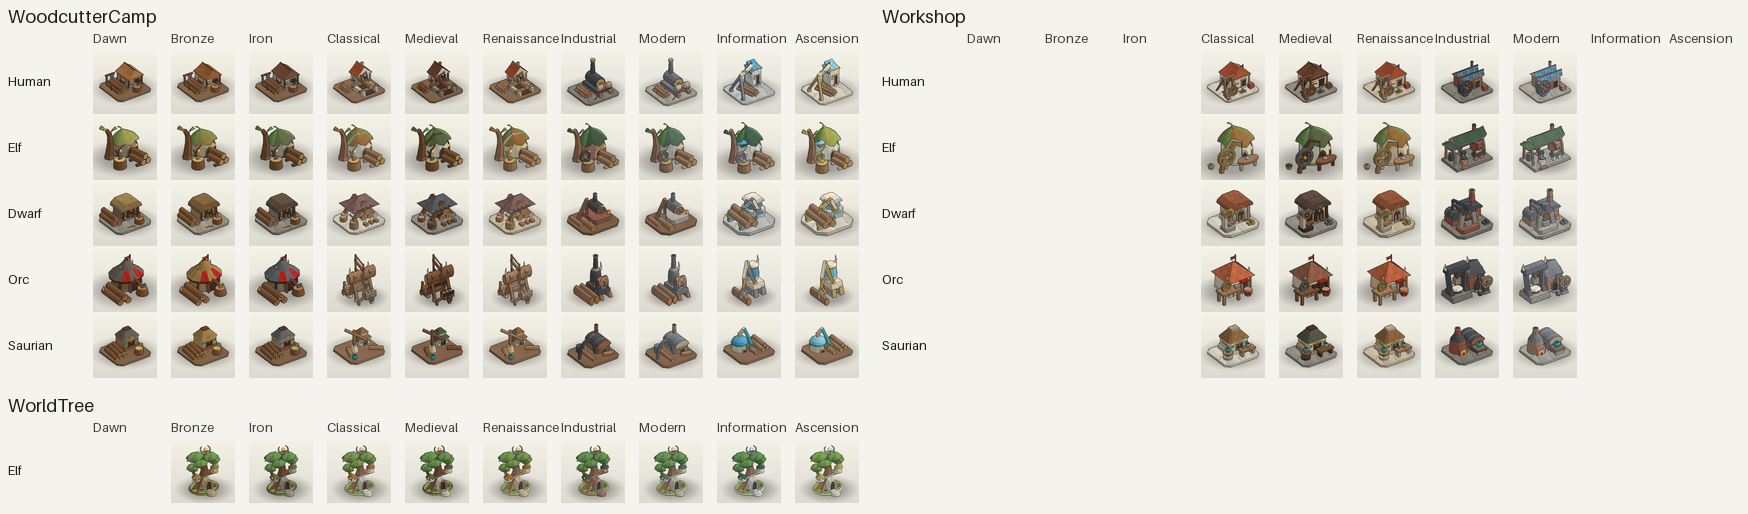 WoodcutterCamp
Dawn Bronze Iron Classical Medieval Renaissance Industrial Modern Information Ascension
Human
Elf
Dwarf
Orc
Saurian
Workshop
Dawn Bronze Iron Classical Medieval Renaissance Industrial Modern Information Ascension
Human
Elf
Dwarf
Orc
Saurian
WorldTree
Dawn Bronze Iron Classical Medieval Renaissance Industrial Modern Information Ascension
Elf